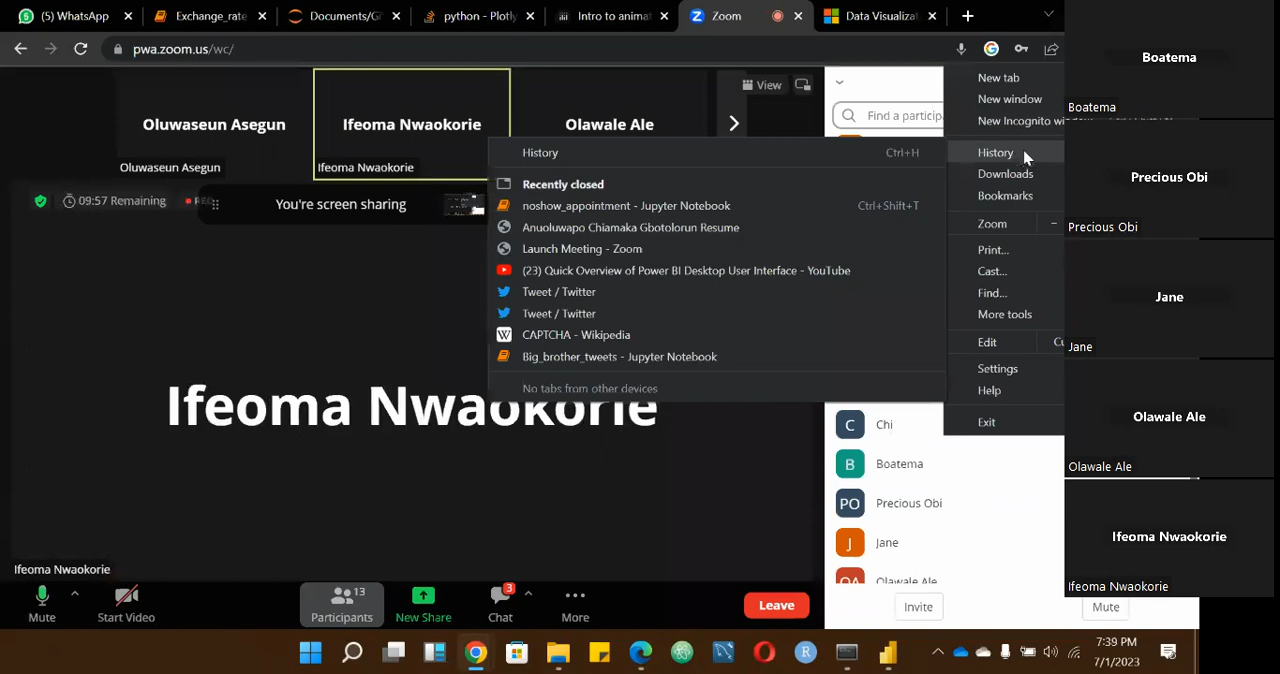 (5) WhatsApp
Exchange_rate
Documents/Gr
python - Plotly
Intro to animat
Zoom
Data Visualizat
pwa.zoom.us/wc/
Oluwaseun Asegun
Ifeoma Nwaokorie
Olawale Ale
View
Oluwaseun Asegun
Ifeoma Nwaokorie
09:57 Remaining
You're screen sharing
Find a particip
History Ctrl+H
Recently closed
noshow_appointment - Jupyter Notebook Ctrl+Shift+T
Anuoluwapo Chiamaka Gbotolorun Resume
Launch Meeting - Zoom
(23) Quick Overview of Power BI Desktop User Interface - YouTube
Tweet / Twitter
Tweet / Twitter
CAPTCHA - Wikipedia
Big_brother_tweets - Jupyter Notebook
No tabs from other devices
New tab
New window
New Incognito wi
History
Downloads
Bookmarks
Zoom −
Print...
Cast...
Find...
More tools
Edit Cu
Settings
Help
Exit
Ifeoma Nwaokorie
Ifeoma Nwaokorie
C Chi
B Boatema
PO Precious Obi
J Jane
OA Olawale Ale
Invite
Mute
Boatema
Boatema
Precious Obi
Precious Obi
Jane
Jane
Olawale Ale
Olawale Ale
Ifeoma Nwaokorie
Ifeoma Nwaokorie
Mute
Start Video
13
Participants
New Share
3
Chat
More
Leave
7:39 PM
7/1/2023